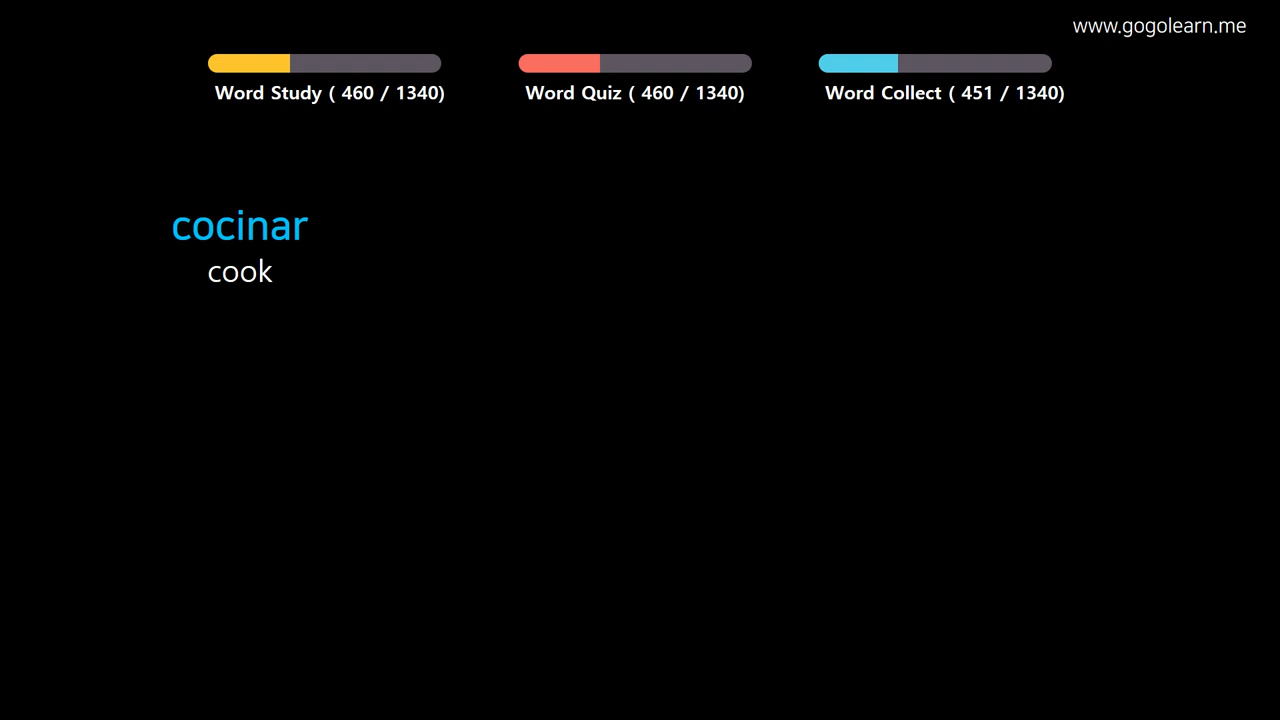 www.gogolearn.me
Word Study ( 460 / 1340)
Word Quiz ( 460 / 1340)
Word Collect ( 451 / 1340)
cocinar
cook